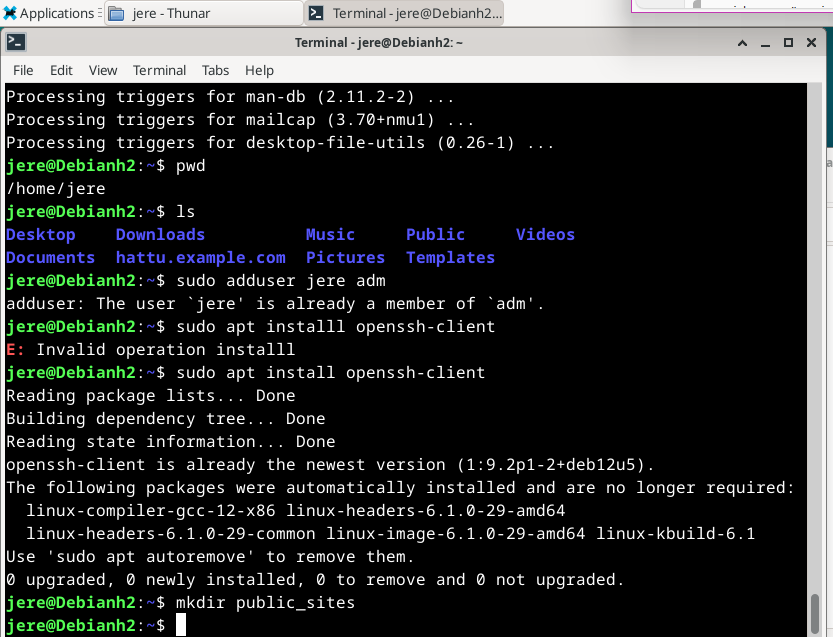 Applications
jere - Thunar
Terminal - jere@Debianh2...
Terminal - jere@Debianh2: ~
File Edit View Terminal Tabs Help
Processing triggers for man-db (2.11.2-2) ...
Processing triggers for mailcap (3.70+nmu1) ...
Processing triggers for desktop-file-utils (0.26-1) ...
jere@Debianh2:~$ pwd
/home/jere
jere@Debianh2:~$ ls
Desktop    Downloads          Music     Public     Videos
Documents  hattu.example.com  Pictures  Templates
jere@Debianh2:~$ sudo adduser jere adm
adduser: The user `jere' is already a member of `adm'.
jere@Debianh2:~$ sudo apt installl openssh-client
E: Invalid operation installl
jere@Debianh2:~$ sudo apt install openssh-client
Reading package lists... Done
Building dependency tree... Done
Reading state information... Done
openssh-client is already the newest version (1:9.2p1-2+deb12u5).
The following packages were automatically installed and are no longer required:
  linux-compiler-gcc-12-x86 linux-headers-6.1.0-29-amd64
  linux-headers-6.1.0-29-common linux-image-6.1.0-29-amd64 linux-kbuild-6.1
Use 'sudo apt autoremove' to remove them.
0 upgraded, 0 newly installed, 0 to remove and 0 not upgraded.
jere@Debianh2:~$ mkdir public_sites
jere@Debianh2:~$